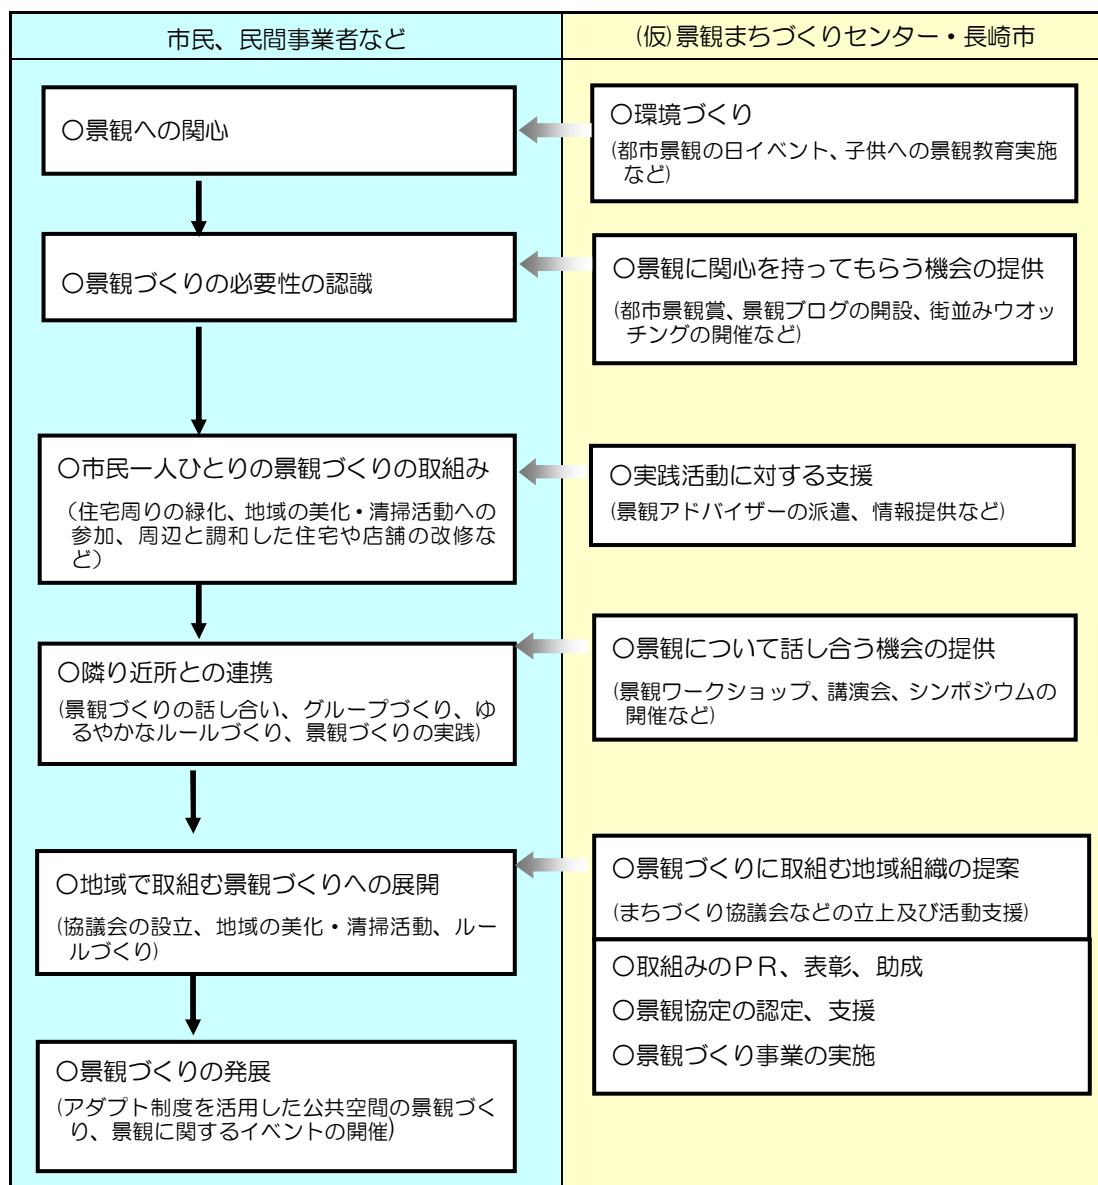 市民、民間事業者など
(仮)景観まちづくりセンター・長崎市
〇景観への関心
〇環境づくり
(都市景観の日イベント、子供への景観教育実施
など)
〇景観づくりの必要性の認識
〇景観に関心を持ってもらう機会の提供
(都市景観賞、景観ブログの開設、街並みウオッ
チングの開催など)
〇市民一人ひとりの景観づくりの取組み
(住宅周りの緑化、地域の美化・清掃活動への
参加、周辺と調和した住宅や店舗の改修な
ど)
〇実践活動に対する支援
(景観アドバイザーの派遣、情報提供など)
〇隣り近所との連携
(景観づくりの話し合い、グループづくり、ゆ
るやかなルールづくり、景観づくりの実践)
〇景観について話し合う機会の提供
(景観ワークショップ、講演会、シンポジウムの
開催など)
〇地域で取組む景観づくりへの展開
(協議会の設立、地域の美化・清掃活動、ルー
ルづくり)
〇景観づくりに取組む地域組織の提案
(まちづくり協議会などの立上及び活動支援)
〇取組みのPR、表彰、助成
〇景観協定の認定、支援
〇景観づくり事業の実施
〇景観づくりの発展
(アダプト制度を活用した公共空間の景観づく
り、景観に関するイベントの開催)